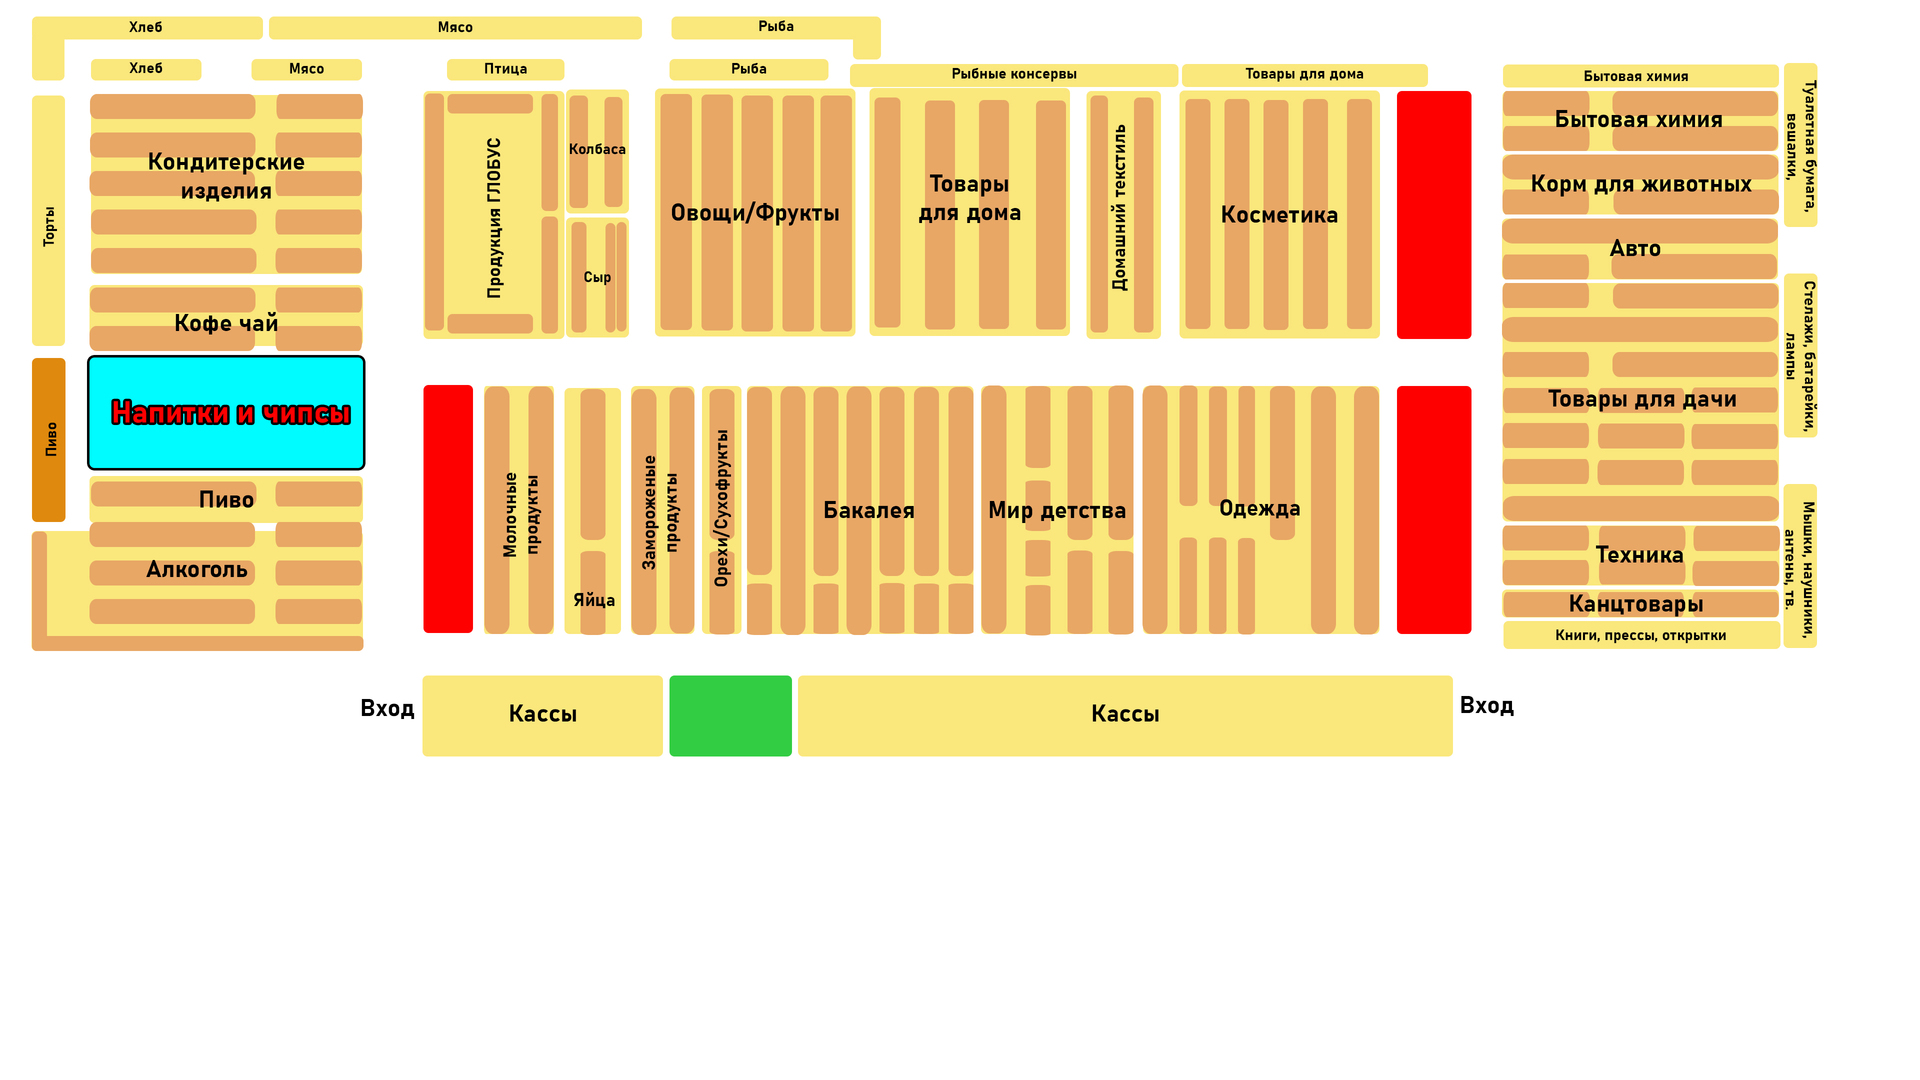 Хлеб
Мясо
Рыба
Хлеб
Мясо
Птица
Рыба
Рыбные консервы
Товары для дома
Бытовая химия
Торты
Кондитерские
изделия
Кофе чай
Напитки и чипсы
Пиво
Пиво
Алкоголь
Продукция ГЛОБУС
Колбаса
Сыр
Овощи/Фрукты
Товары
для дома
Домашний текстиль
Косметика
Бытовая химия
Корм для животных
Авто
Товары для дачи
Техника
Канцтовары
Книги, прессы, открытки
Туалетная бумага,
вешалки,
Стелажи, батарейки,
лампы
Мышки, наушники,
антены, тв.
Молочные
продукты
Яйца
Замороженые
продукты
Орехи/Сухофрукты
Бакалея
Мир детства
Одежда
Вход
Кассы
Кассы
Вход